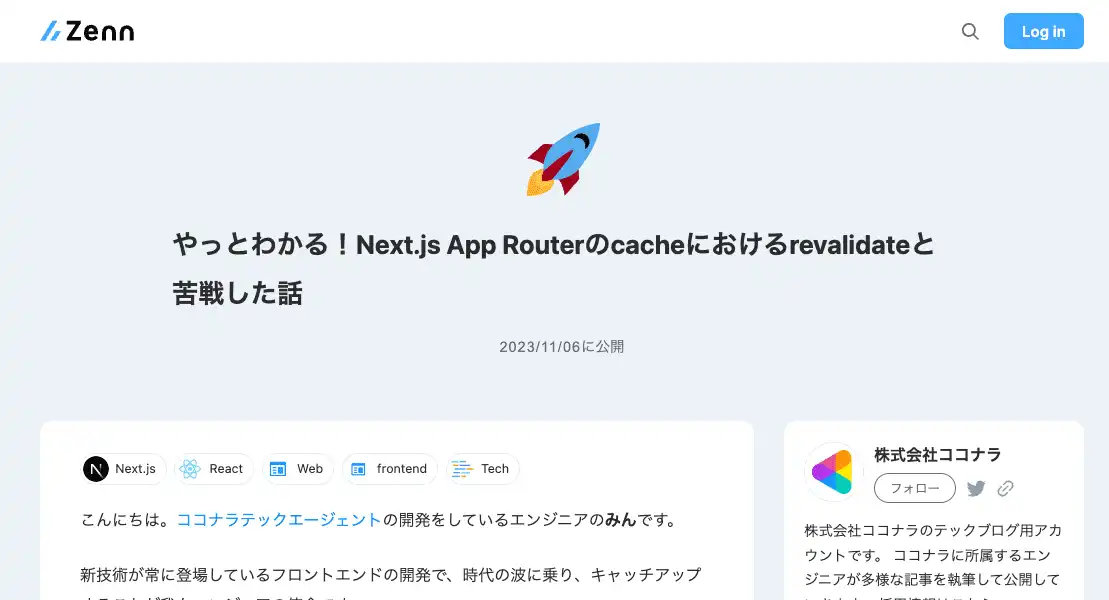 Zenn
Log in
やっとわかる！Next.js App Routerのcacheにおけるrevalidateと
苦戦した話
2023/11/06に公開
Next.js
React
Web
frontend
Tech
こんにちは。ココナラテックエージェントの開発をしているエンジニアのみんです。
新技術が常に登場しているフロントエンドの開発で、時代の波に乗り、キャッチアップ
株式会社ココナラ
フォロー
株式会社ココナラのテックブログ用アカ
ウントです。 ココナラに所属するエン
ジニアが多様な記事を執筆して公開して